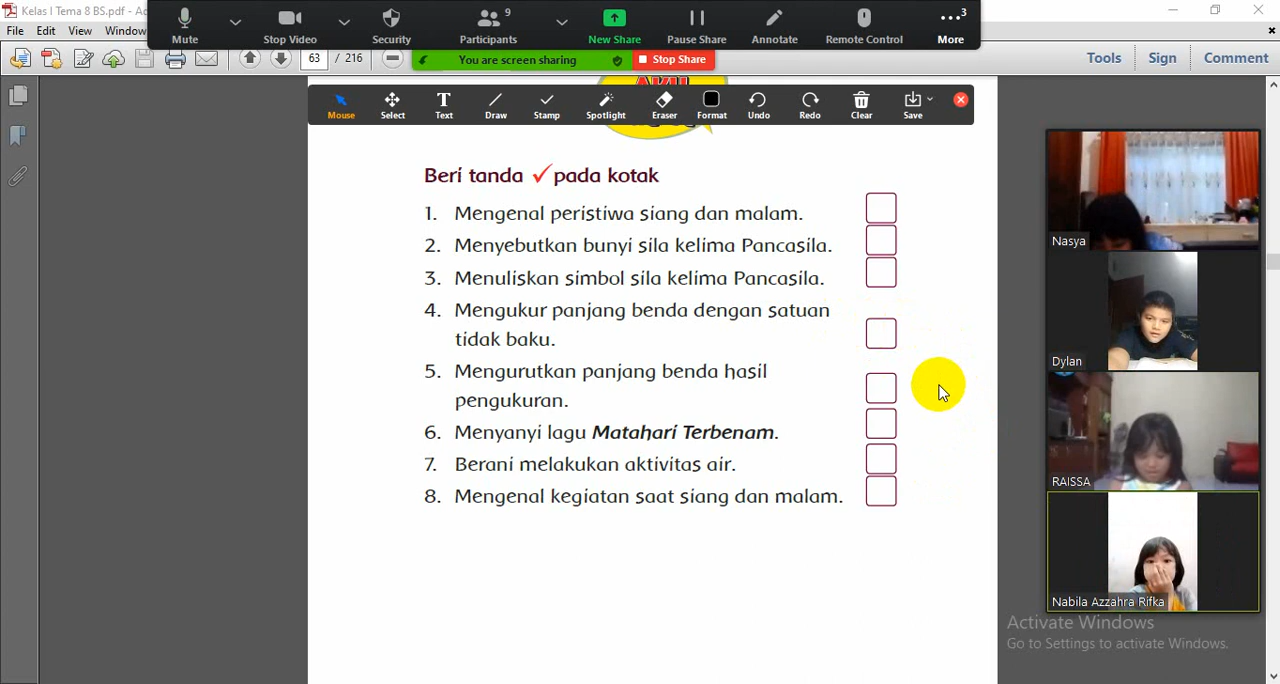 Kelas I Tema 8 BS.pdf - Ad
File Edit View Window
Mute Stop Video Security Participants 9 New Share Pause Share Annotate Remote Control More 3
63 / 216
You are screen sharing Stop Share
Tools Sign Comment
AKU
Mouse Select Text Draw Stamp Spotlight Eraser Format Undo Redo Clear Save
Beri tanda ✓ pada kotak
1. Mengenal peristiwa siang dan malam.
2. Menyebutkan bunyi sila kelima Pancasila.
3. Menuliskan simbol sila kelima Pancasila.
4. Mengukur panjang benda dengan satuan
tidak baku.
5. Mengurutkan panjang benda hasil
pengukuran.
6. Menyanyi lagu Matahari Terbenam.
7. Berani melakukan aktivitas air.
8. Mengenal kegiatan saat siang dan malam.
Nasya
Dylan
RAISSA
Nabila Azzahra Rifka
Activate Windows
Go to Settings to activate Windows.